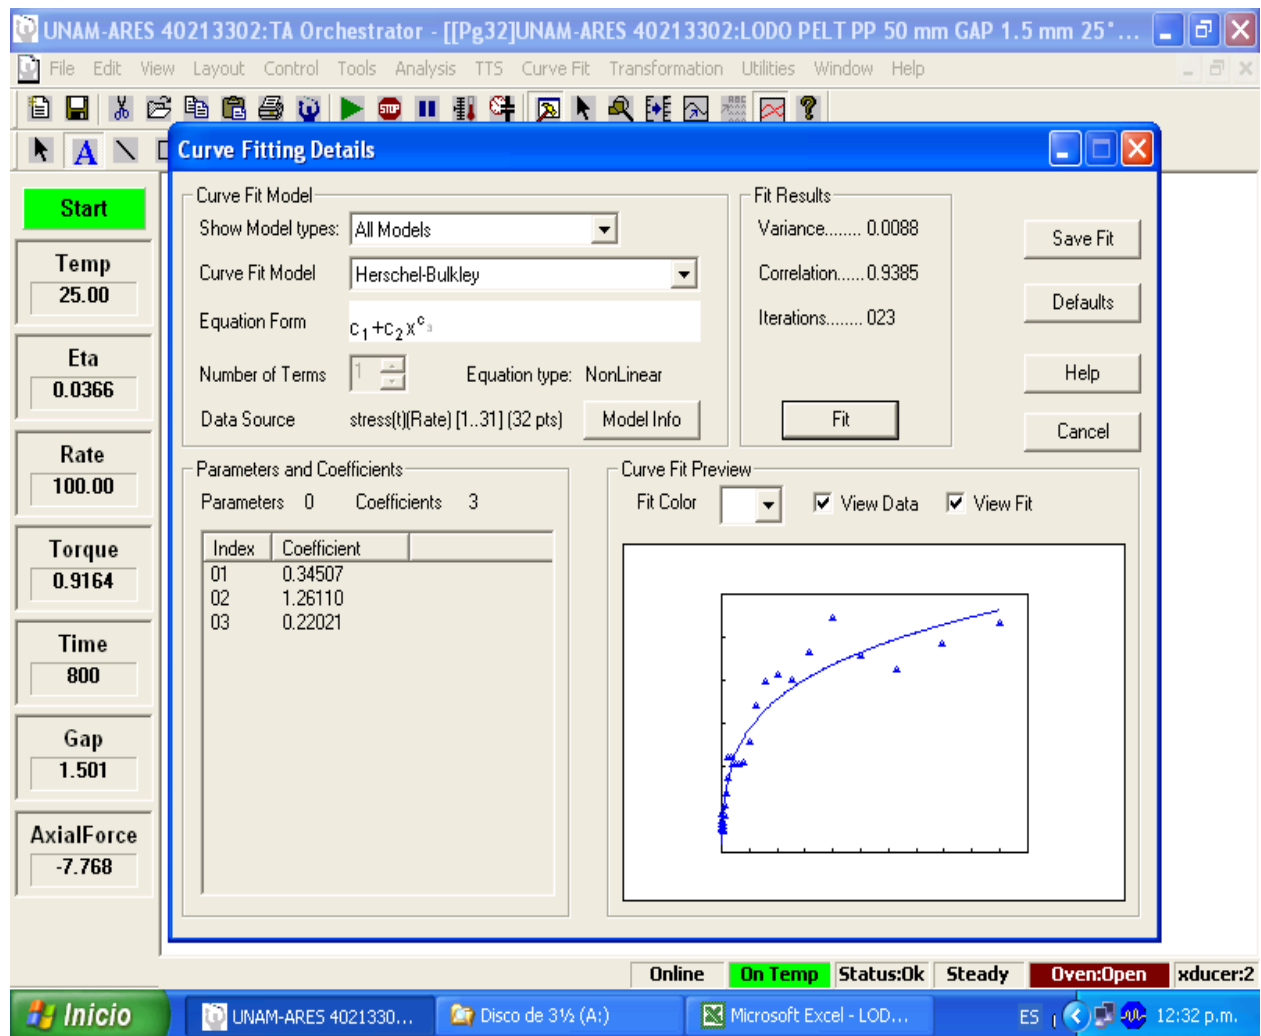 UNAM-ARES 40213302:TA Orchestrator - [[Pg32]UNAM-ARES 40213302:LODO PELT PP 50 mm GAP 1.5 mm 25°...
File Edit View Layout Control Tools Analysis TTS Curve Fit Transformation Utilities Window Help
STOP
A
Curve Fitting Details
Start
Temp
25.00
Eta
0.0366
Rate
100.00
Torque
0.9164
Time
800
Gap
1.501
AxialForce
-7.768
Curve Fit Model
Show Model types: All Models
Curve Fit Model Herschel-Bulkley
Equation Form c1+c2x^c3
Number of Terms 1 Equation type: NonLinear
Data Source stress(t)(Rate) [1..31] (32 pts) Model Info
Fit Results
Variance........ 0.0088
Correlation......0.9385
Iterations........ 023
Fit
Save Fit
Defaults
Help
Cancel
Parameters and Coefficients
Parameters 0 Coefficients 3
Index Coefficient
01 0.34507
02 1.26110
03 0.22021
Curve Fit Preview
Fit Color View Data View Fit
Online On Temp Status:Ok Steady Oven:Open xducer:2
Inicio UNAM-ARES 4021330... Disco de 3½ (A:) Microsoft Excel - LOD... ES 12:32 p.m.